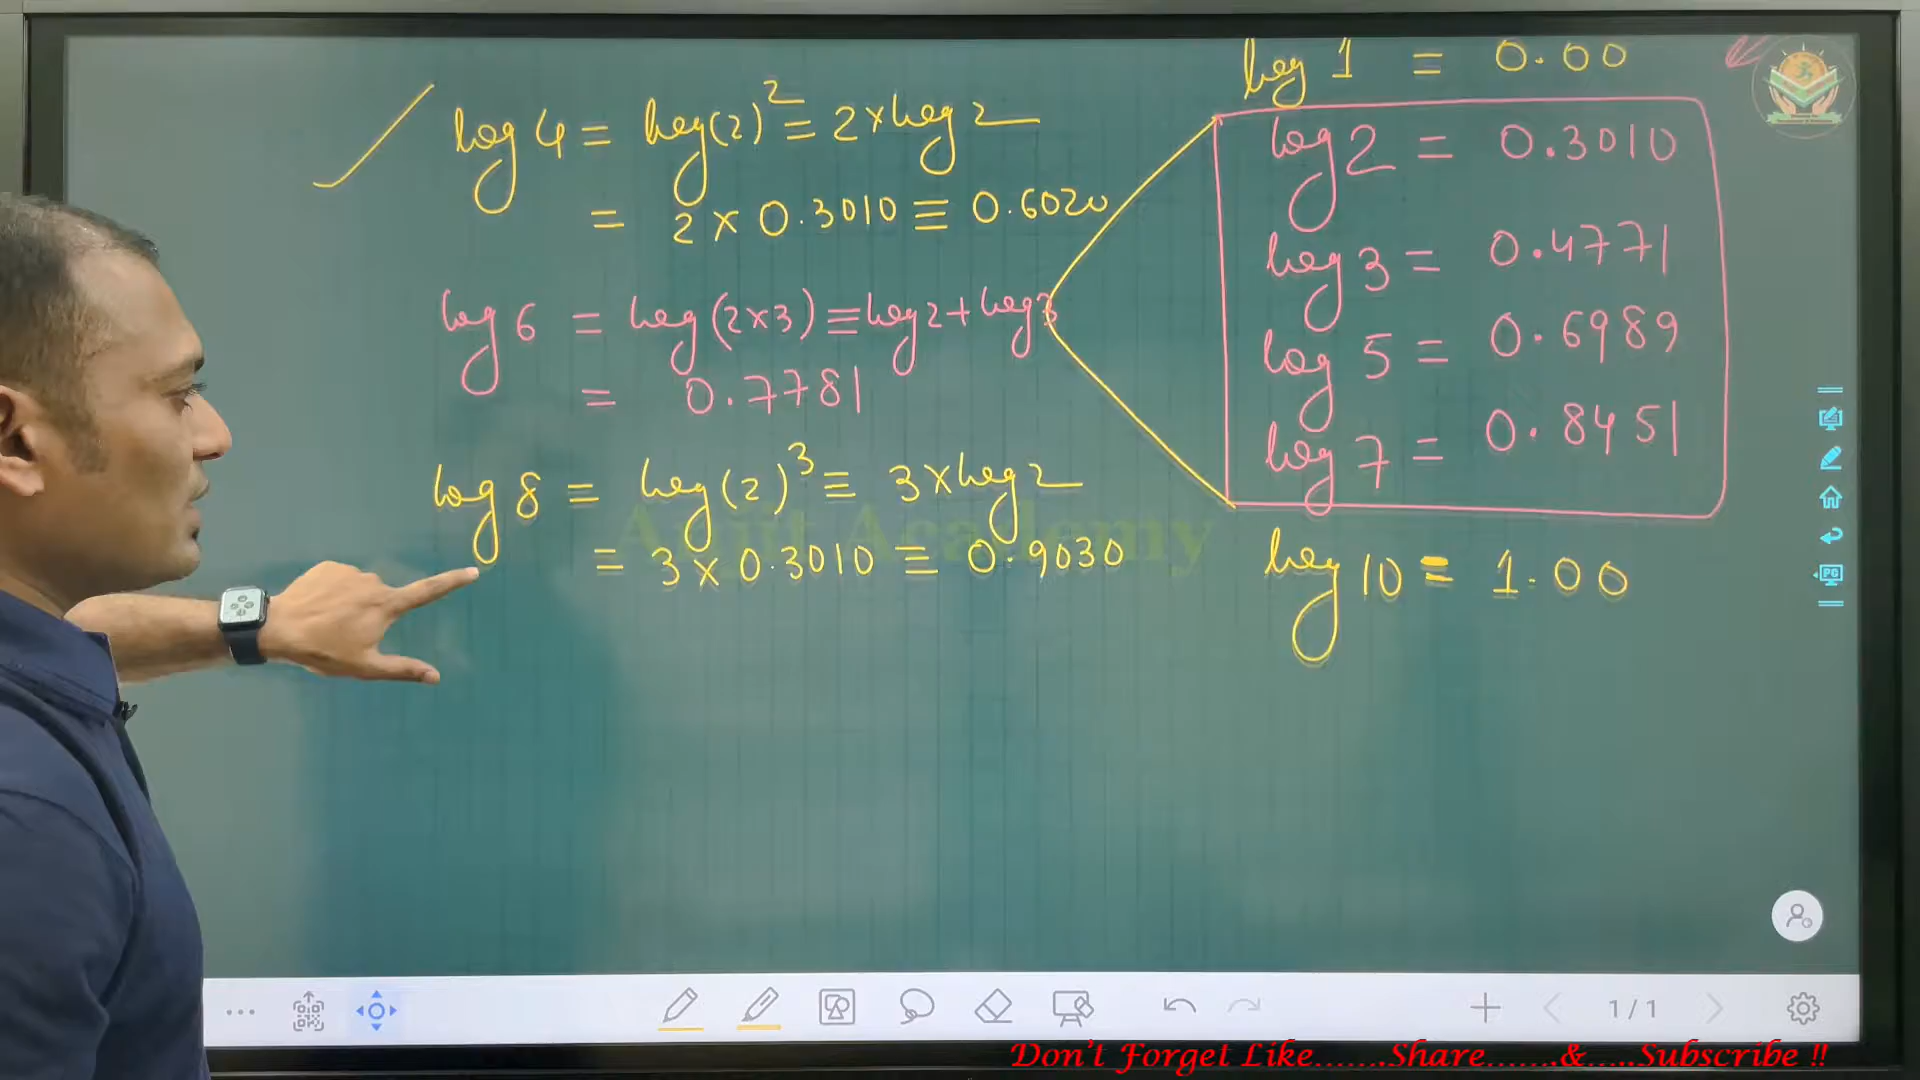 log 4 = log(2)² = 2 × log 2
= 2 × 0.3010 = 0.6020
log 6 = log(2×3) = log 2 + log 3
= 0.7781
log 8 = log(2)³ = 3 × log 2
= 3 × 0.3010 = 0.9030
log 1 = 0.00
log 2 = 0.3010
log 3 = 0.4771
log 5 = 0.6989
log 7 = 0.8451
log 10 = 1.00
Academy
1/1
Don't Forget Like.......Share.......&.....Subscribe !!